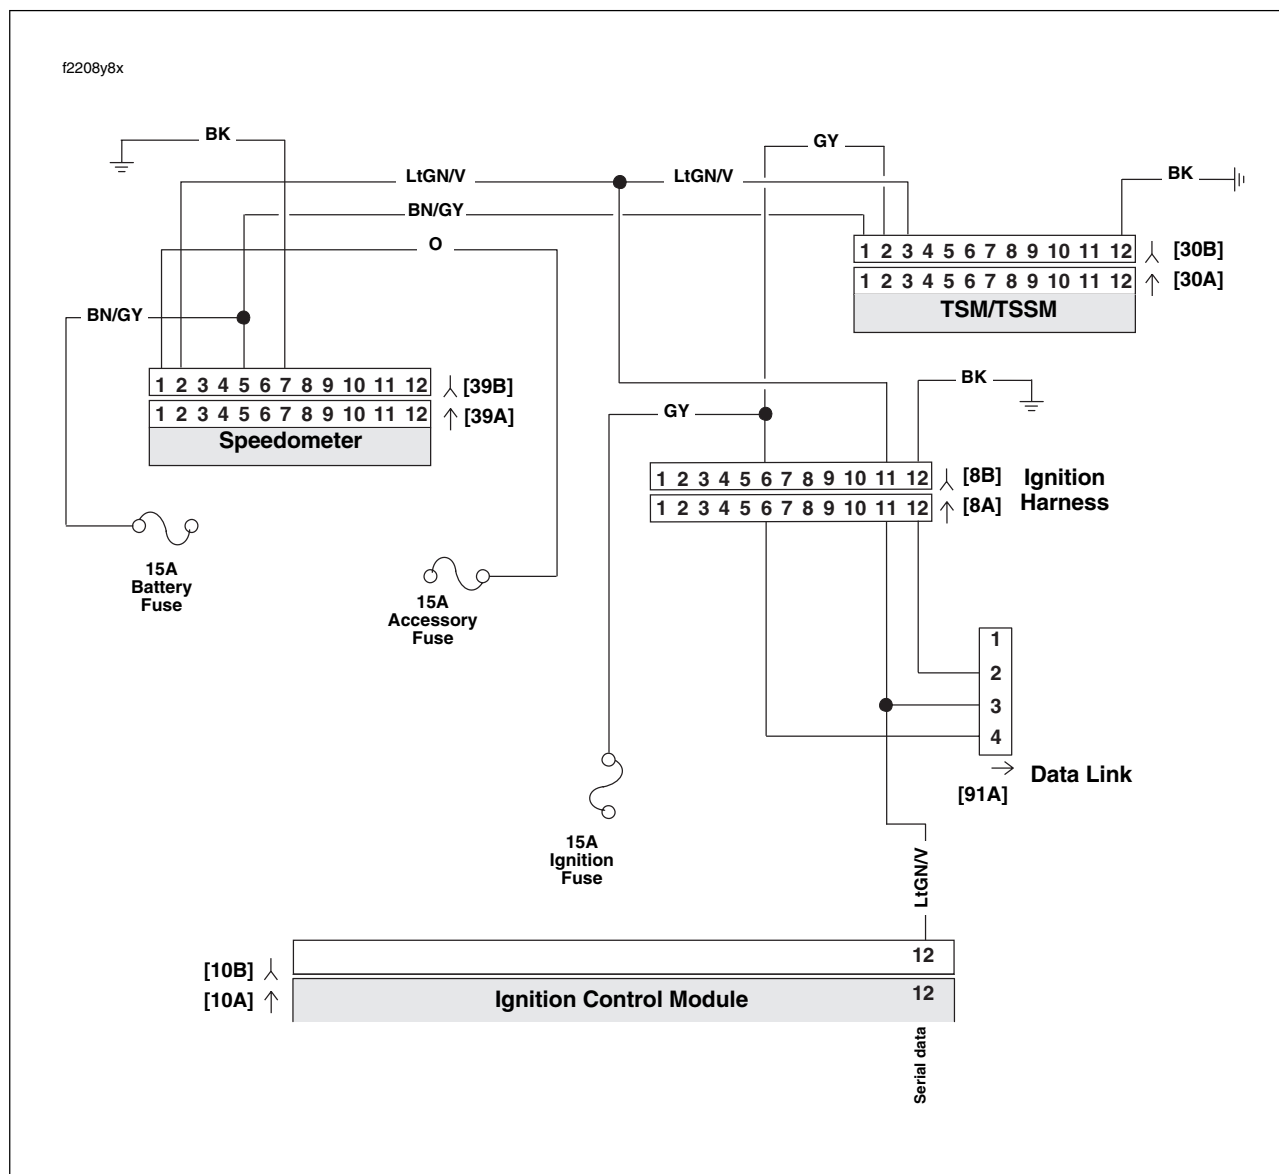 f2208y8x
BK
GY
LtGN/V
LtGN/V
BK
BN/GY
O
1 2 3 4 5 6 7 8 9 10 11 12 [30B]
1 2 3 4 5 6 7 8 9 10 11 12 [30A]
TSM/TSSM
BN/GY
1 2 3 4 5 6 7 8 9 10 11 12 [39B]
1 2 3 4 5 6 7 8 9 10 11 12 [39A]
Speedometer
BK
GY
1 2 3 4 5 6 7 8 9 10 11 12 [8B]
1 2 3 4 5 6 7 8 9 10 11 12 [8A]
Ignition
Harness
15A
Battery
Fuse
15A
Accessory
Fuse
1
2
3
4
Data Link
[91A]
15A
Ignition
Fuse
LtGN/V
[10B] 12
[10A] Ignition Control Module 12
Serial data